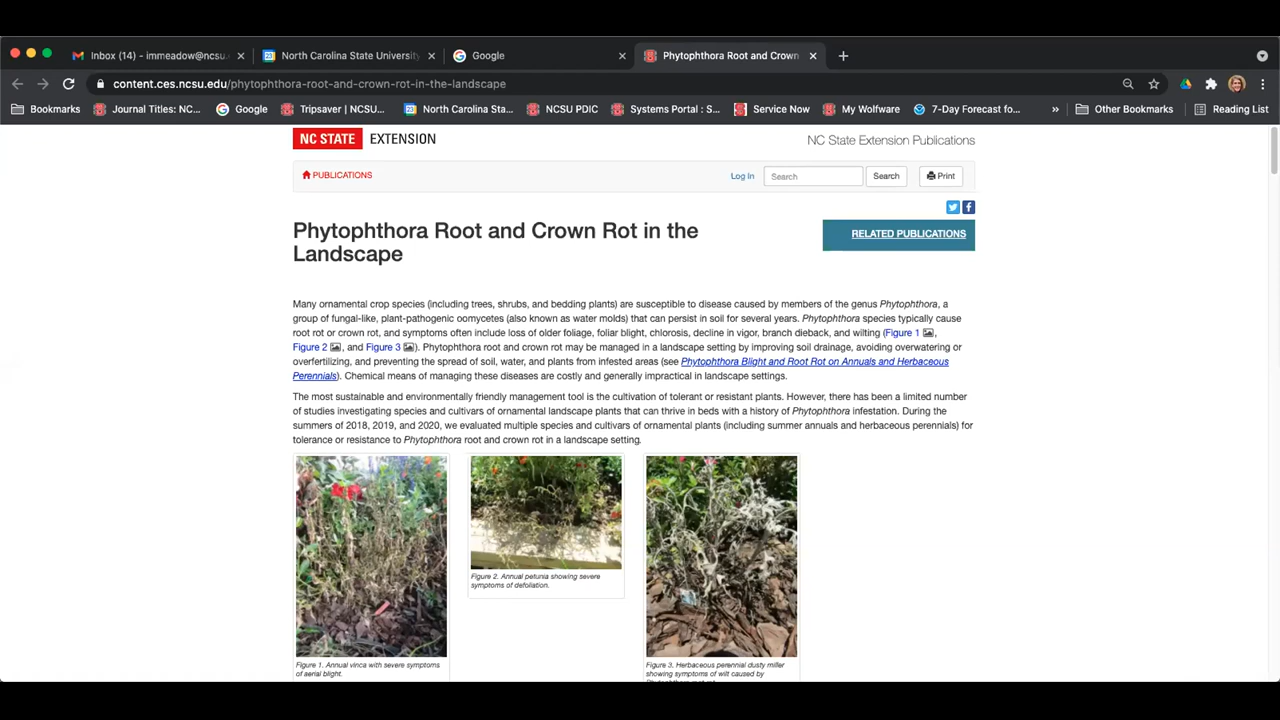 Inbox (14) - immeadow@ncsu. North Carolina State University Google Phytophthora Root and Crown
content.ces.ncsu.edu/phytophthora-root-and-crown-rot-in-the-landscape
Bookmarks Journal Titles: NC... Google Tripsaver | NCSU... North Carolina Sta... NCSU PDIC Systems Portal : S... Service Now My Wolfware 7-Day Forecast fo... » Other Bookmarks Reading List
NC STATE EXTENSION NC State Extension Publications
PUBLICATIONS Log In Search Search Print
Phytophthora Root and Crown Rot in the
Landscape
RELATED PUBLICATIONS
Many ornamental crop species (including trees, shrubs, and bedding plants) are susceptible to disease caused by members of the genus Phytophthora, a
group of fungal-like, plant-pathogenic oomycetes (also known as water molds) that can persist in soil for several years. Phytophthora species typically cause
root rot or crown rot, and symptoms often include loss of older foliage, foliar blight, chlorosis, decline in vigor, branch dieback, and wilting (Figure 1 ,
Figure 2 , and Figure 3 ). Phytophthora root and crown rot may be managed in a landscape setting by improving soil drainage, avoiding overwatering or
overfertilizing, and preventing the spread of soil, water, and plants from infested areas (see Phytophthora Blight and Root Rot on Annuals and Herbaceous
Perennials). Chemical means of managing these diseases are costly and generally impractical in landscape settings.
The most sustainable and environmentally friendly management tool is the cultivation of tolerant or resistant plants. However, there has been a limited number
of studies investigating species and cultivars of ornamental landscape plants that can thrive in beds with a history of Phytophthora infestation. During the
summers of 2018, 2019, and 2020, we evaluated multiple species and cultivars of ornamental plants (including summer annuals and herbaceous perennials) for
tolerance or resistance to Phytophthora root and crown rot in a landscape setting.
Figure 2. Annual petunia showing severe
symptoms of defoliation.
Figure 1. Annual vinca with severe symptoms
of aerial blight.
Figure 3. Herbaceous perennial dusty miller
showing symptoms of wilt caused by